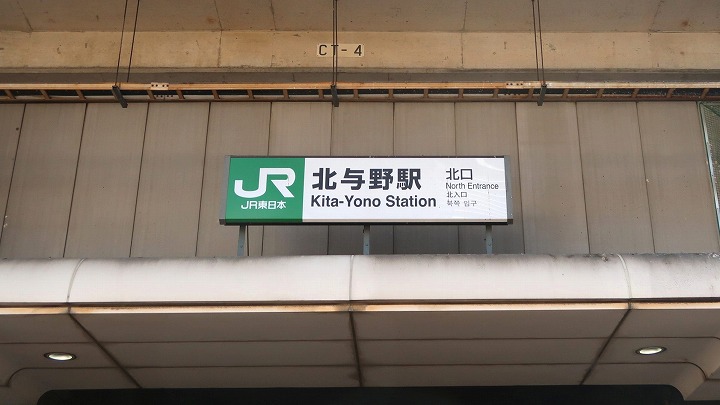 CT-4
JR
JR東日本
北与野駅
Kita-Yono Station
北口
North Entrance
北入口
북쪽 입구